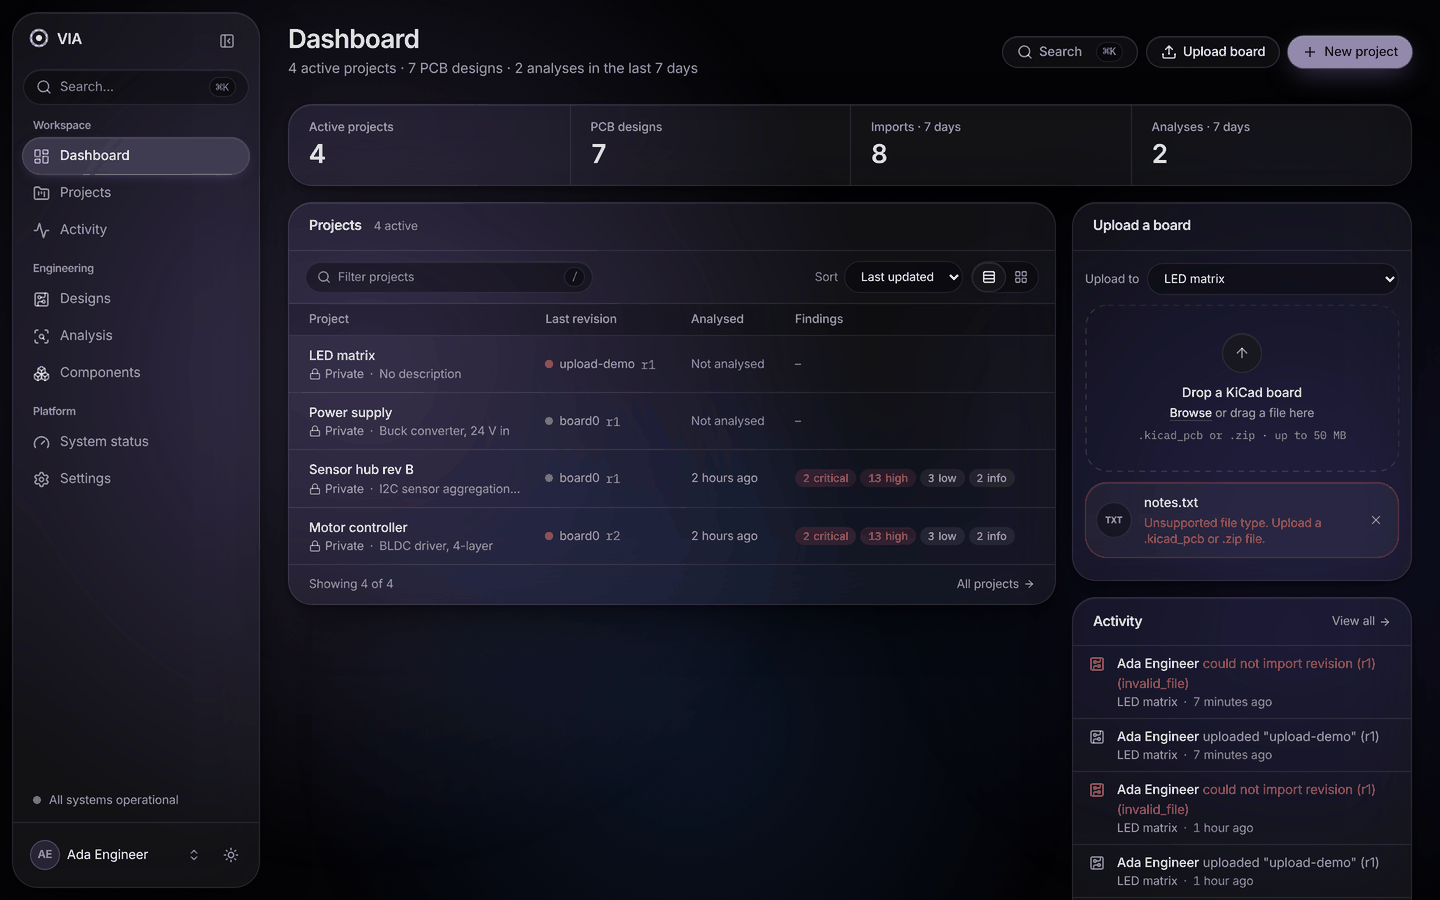 VIA
Search...
⌘K
Workspace
Dashboard
Projects
Activity
Engineering
Designs
Analysis
Components
Platform
System status
Settings
All systems operational
AE
Ada Engineer
Dashboard
4 active projects · 7 PCB designs · 2 analyses in the last 7 days
Search ⌘K
Upload board
New project
Active projects
4
PCB designs
7
Imports · 7 days
8
Analyses · 7 days
2
Projects 4 active
Filter projects /
Sort Last updated
Project Last revision Analysed Findings
LED matrix
Private · No description
upload-demo r1
Not analysed
–
Power supply
Private · Buck converter, 24 V in
board0 r1
Not analysed
–
Sensor hub rev B
Private · I2C sensor aggregation...
board0 r1
2 hours ago
2 critical 13 high 3 low 2 info
Motor controller
Private · BLDC driver, 4-layer
board0 r2
2 hours ago
2 critical 13 high 3 low 2 info
Showing 4 of 4
All projects →
Upload a board
Upload to LED matrix
Drop a KiCad board
Browse or drag a file here
.kicad_pcb or .zip · up to 50 MB
TXT
notes.txt
Unsupported file type. Upload a
.kicad_pcb or .zip file.
Activity
View all →
Ada Engineer could not import revision (r1)
(invalid_file)
LED matrix · 7 minutes ago
Ada Engineer uploaded "upload-demo" (r1)
LED matrix · 7 minutes ago
Ada Engineer could not import revision (r1)
(invalid_file)
LED matrix · 1 hour ago
Ada Engineer uploaded "upload-demo" (r1)
LED matrix · 1 hour ago